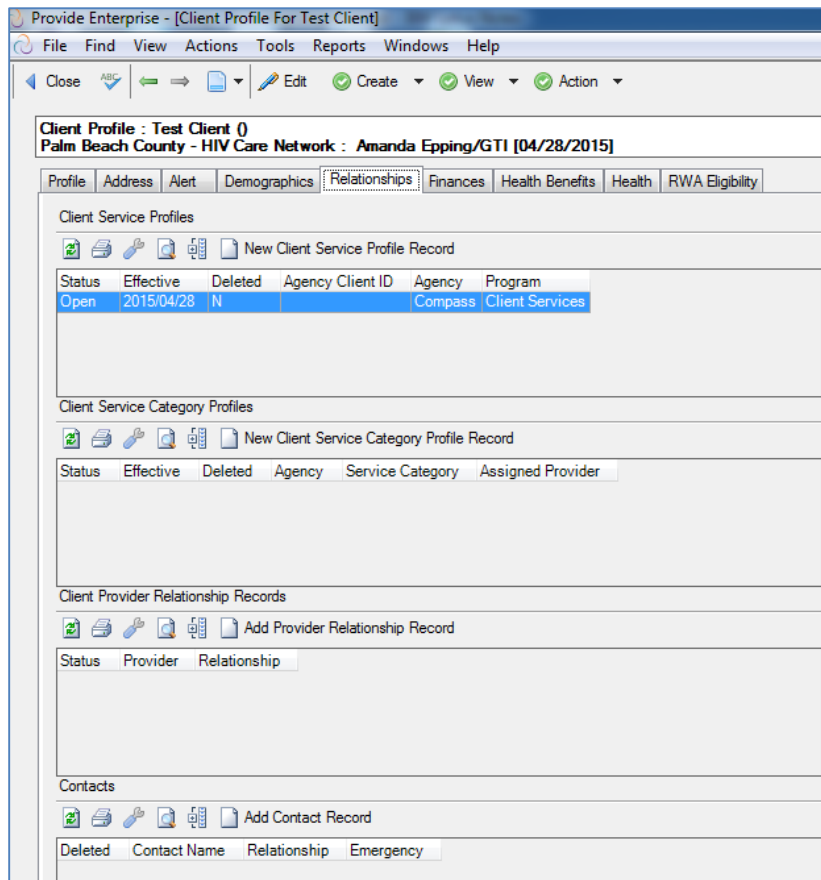 Provide Enterprise - [Client Profile For Test Client]
File Find View Actions Tools Reports Windows Help
Close ABC Edit Create View Action
Client Profile : Test Client ()
Palm Beach County - HIV Care Network : Amanda Epping/GTI [04/28/2015]
Profile Address Alert Demographics Relationships Finances Health Benefits Health RWA Eligibility
Client Service Profiles
New Client Service Profile Record
Status Effective Deleted Agency Client ID Agency Program
Open 2015/04/28 N Compass Client Services
Client Service Category Profiles
New Client Service Category Profile Record
Status Effective Deleted Agency Service Category Assigned Provider
Client Provider Relationship Records
Add Provider Relationship Record
Status Provider Relationship
Contacts
Add Contact Record
Deleted Contact Name Relationship Emergency